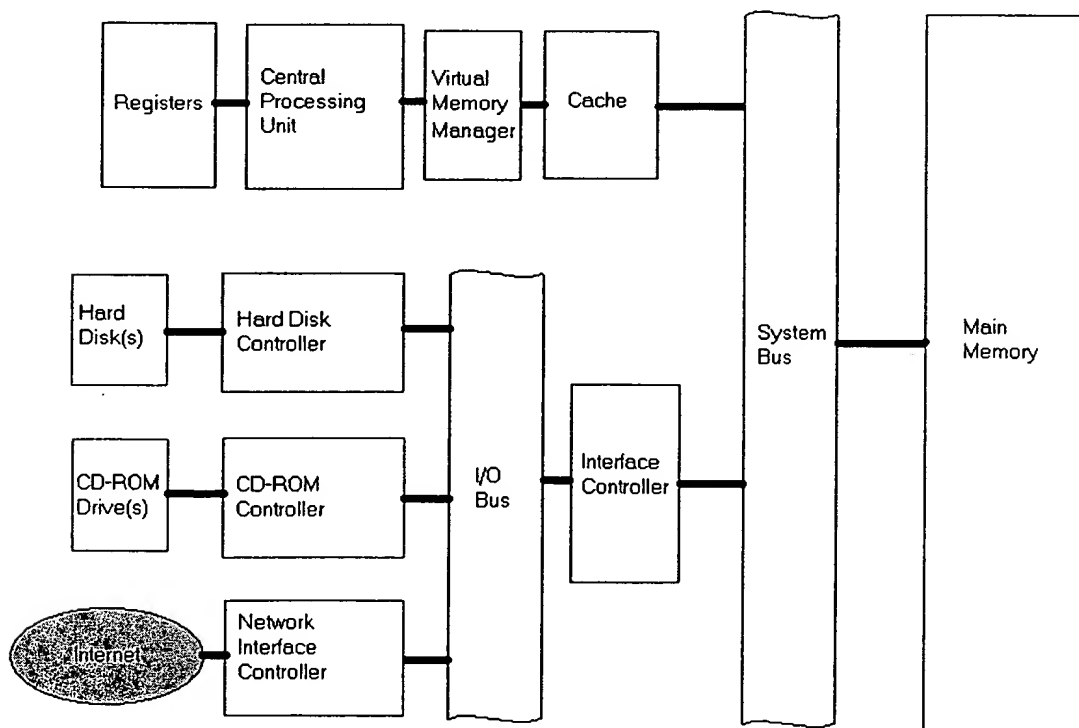 Registers
Central
Processing
Unit
Virtual
Memory
Manager
Cache
Hard
Disk(s)
Hard Disk
Controller
CD-ROM
Drive(s)
CD-ROM
Controller
Internet
Network
Interface
Controller
I/O
Bus
Interface
Controller
System
Bus
Main
Memory